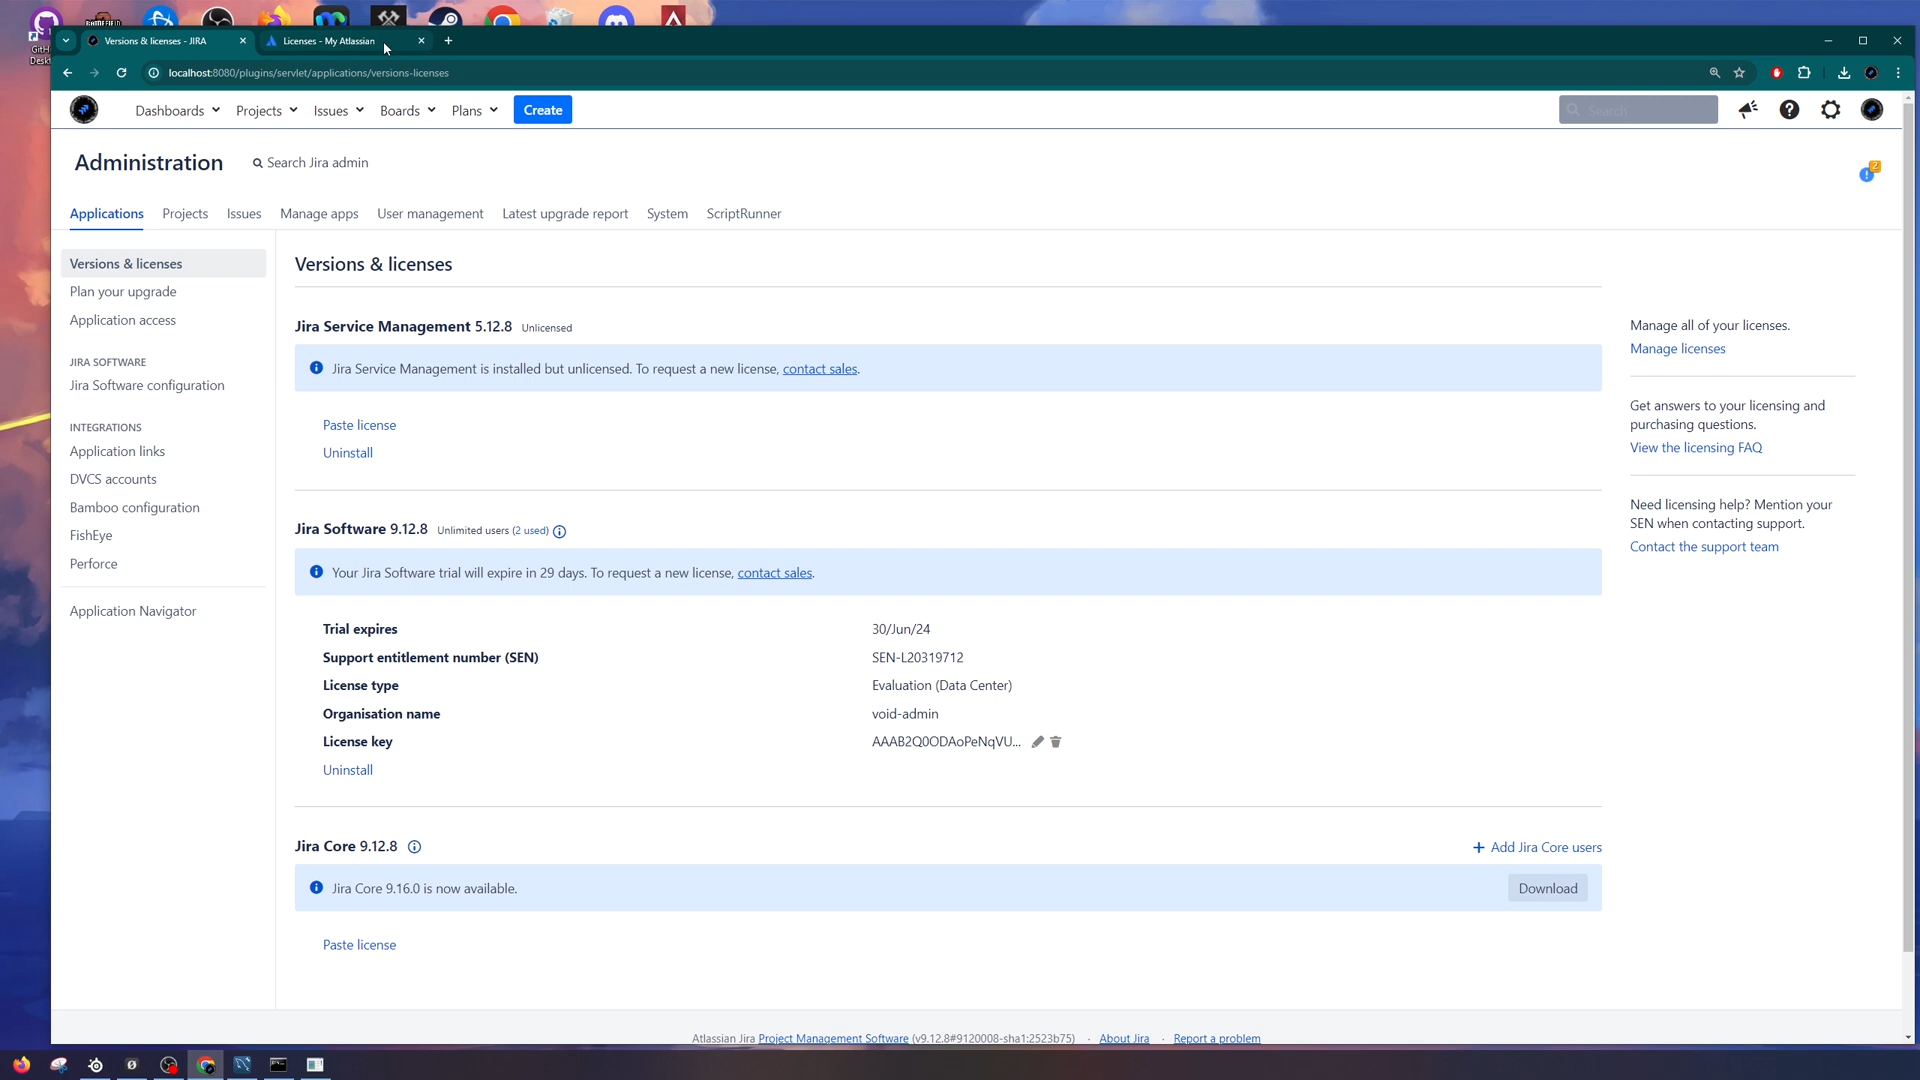 GitH
Desk
Versions & licenses - JIRA
Licenses - My Atlassian
localhost:8080/plugins/servlet/applications/versions-licenses
Dashboards
Projects
Issues
Boards
Plans
Create
Search
Administration
Search Jira admin
2
Applications
Projects
Issues
Manage apps
User management
Latest upgrade report
System
ScriptRunner
Versions & licenses
Plan your upgrade
Application access
JIRA SOFTWARE
Jira Software configuration
INTEGRATIONS
Application links
DVCS accounts
Bamboo configuration
FishEye
Perforce
Application Navigator
Versions & licenses
Jira Service Management 5.12.8 Unlicensed
Jira Service Management is installed but unlicensed. To request a new license, contact sales.
Paste license
Uninstall
Jira Software 9.12.8 Unlimited users (2 used)
Your Jira Software trial will expire in 29 days. To request a new license, contact sales.
Trial expires 30/Jun/24
Support entitlement number (SEN) SEN-L20319712
License type Evaluation (Data Center)
Organisation name void-admin
License key AAAB2Q0ODAoPeNqVU...
Uninstall
Jira Core 9.12.8
+ Add Jira Core users
Jira Core 9.16.0 is now available.
Download
Paste license
Manage all of your licenses.
Manage licenses
Get answers to your licensing and
purchasing questions.
View the licensing FAQ
Need licensing help? Mention your
SEN when contacting support.
Contact the support team
Atlassian Jira Project Management Software (v9.12.8#9120008-sha1:2523b75) · About Jira · Report a problem